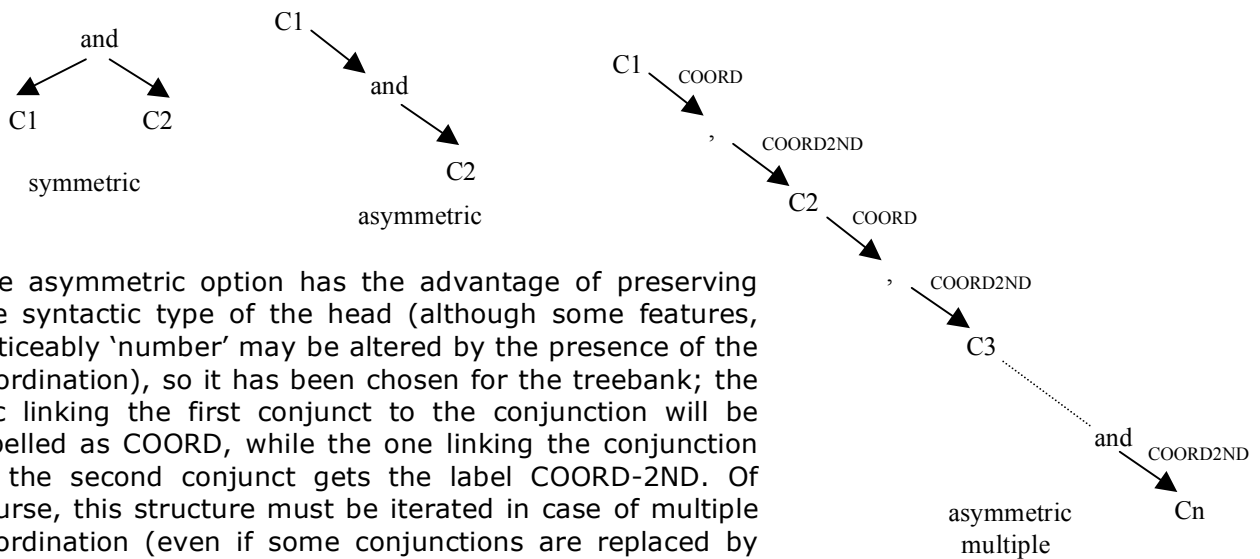 and
C1 C2
symmetric
C1
and
C2
asymmetric
C1
COORD
,
COORD2ND
C2
COORD
,
COORD2ND
C3
and
COORD2ND
Cn
asymmetric
multiple
asymmetric option has the advantage of preserving
syntactic type of the head (although some features,
'number' may be altered by the presence of the
so it has been chosen for the treebank; the
linking the first conjunct to the conjunction will be
as COORD, while the one linking the conjunction
the second conjunct gets the label COORD-2ND. Of
this structure must be iterated in case of multiple
(even if some conjunctions are replaced by